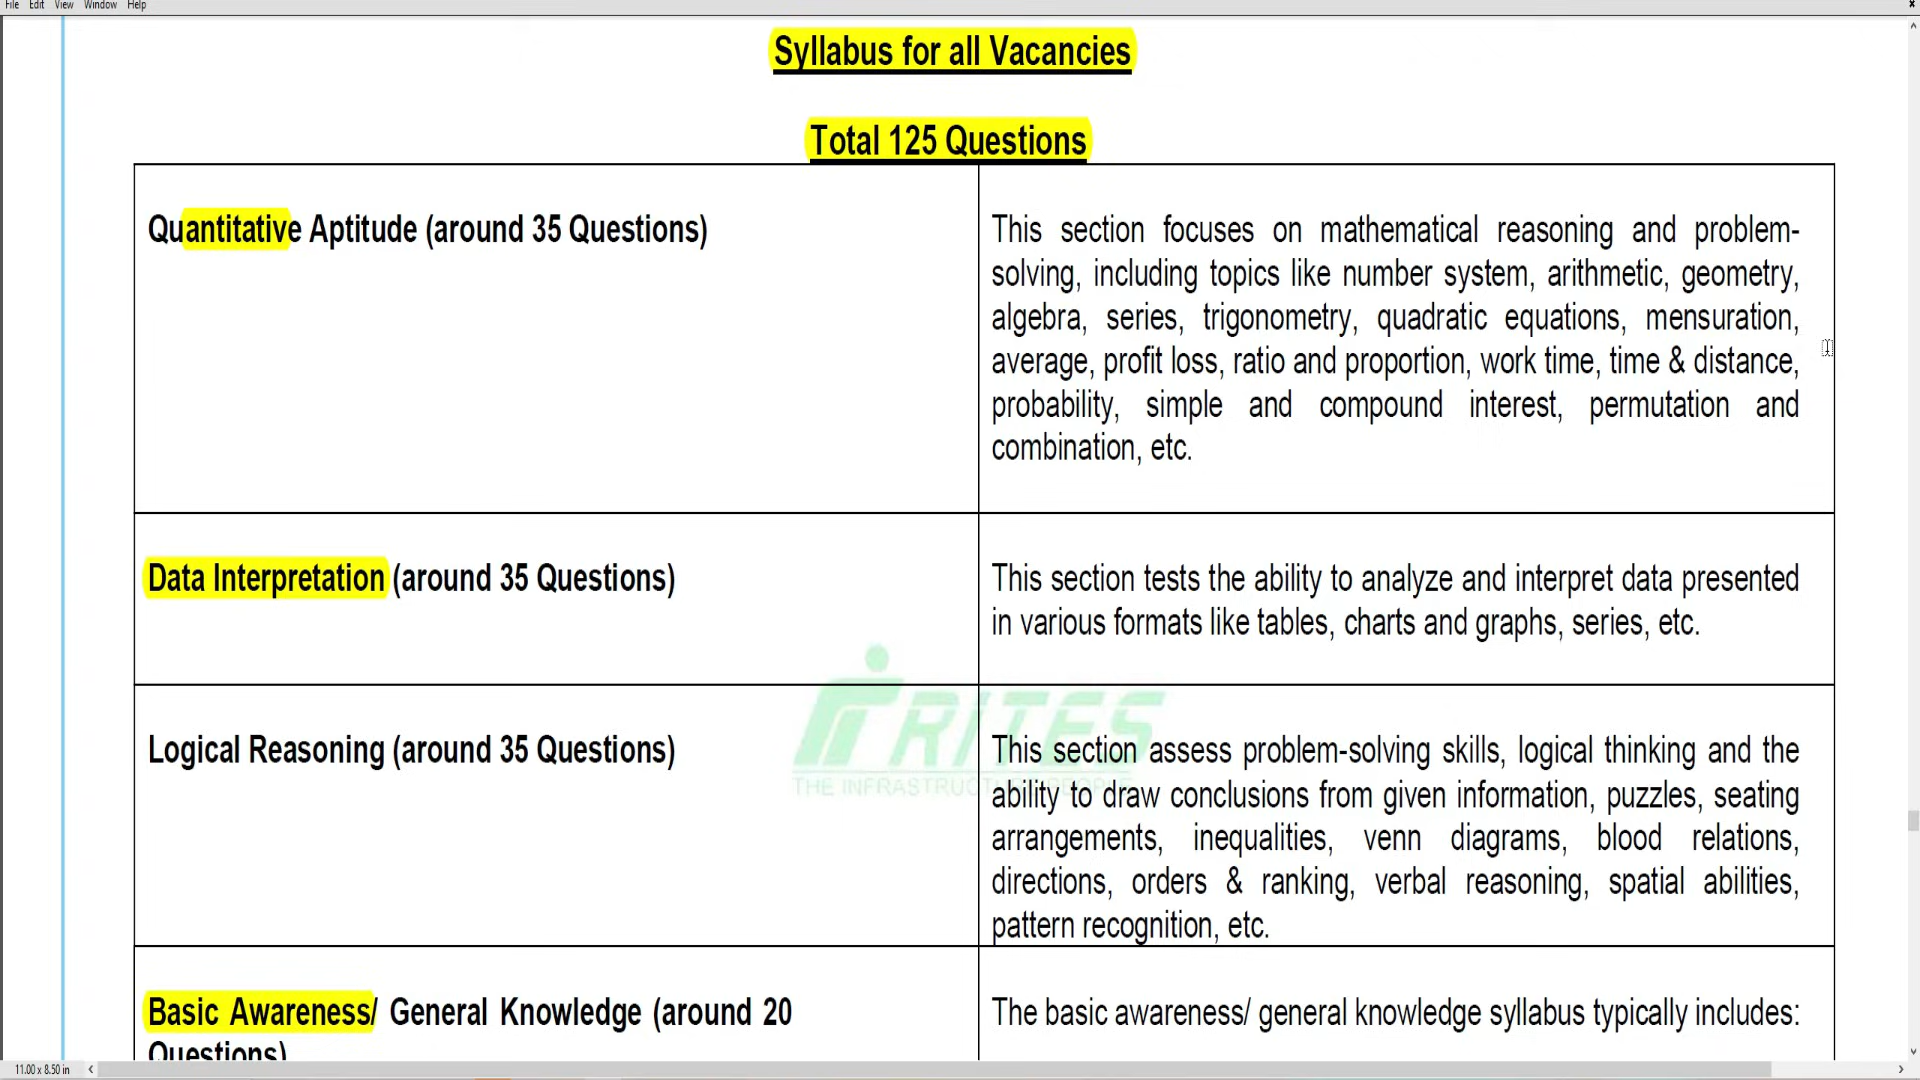 File Edit View Window Help
Syllabus for all Vacancies
Total 125 Questions
Quantitative Aptitude (around 35 Questions)
This section focuses on mathematical reasoning and problem-
solving, including topics like number system, arithmetic, geometry,
algebra, series, trigonometry, quadratic equations, mensuration,
average, profit loss, ratio and proportion, work time, time & distance,
probability, simple and compound interest, permutation and
combination, etc.
Data Interpretation (around 35 Questions)
This section tests the ability to analyze and interpret data presented
in various formats like tables, charts and graphs, series, etc.
Logical Reasoning (around 35 Questions)
This section assess problem-solving skills, logical thinking and the
ability to draw conclusions from given information, puzzles, seating
arrangements, inequalities, venn diagrams, blood relations,
directions, orders & ranking, verbal reasoning, spatial abilities,
pattern recognition, etc.
RITES
THE INFRASTRUCTURE PEOPLE
Basic Awareness/ General Knowledge (around 20
Questions)
The basic awareness/ general knowledge syllabus typically includes:
11.00 x 8.50 in